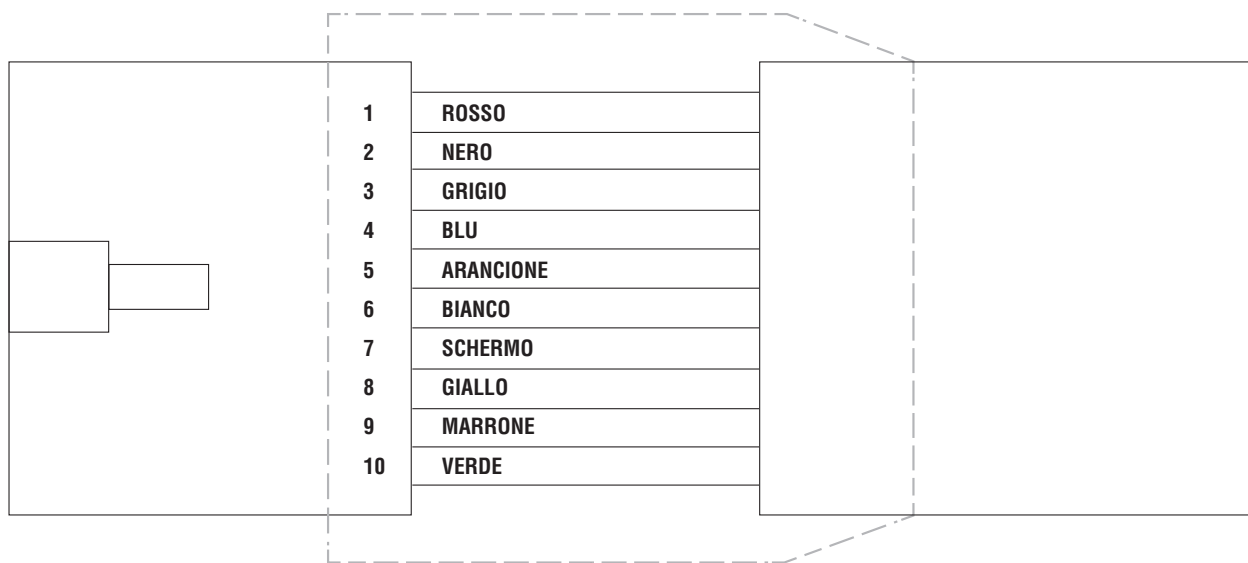 1 ROSSO
2 NERO
3 GRIGIO
4 BLU
5 ARANCIONE
6 BIANCO
7 SCHERMO
8 GIALLO
9 MARRONE
10 VERDE